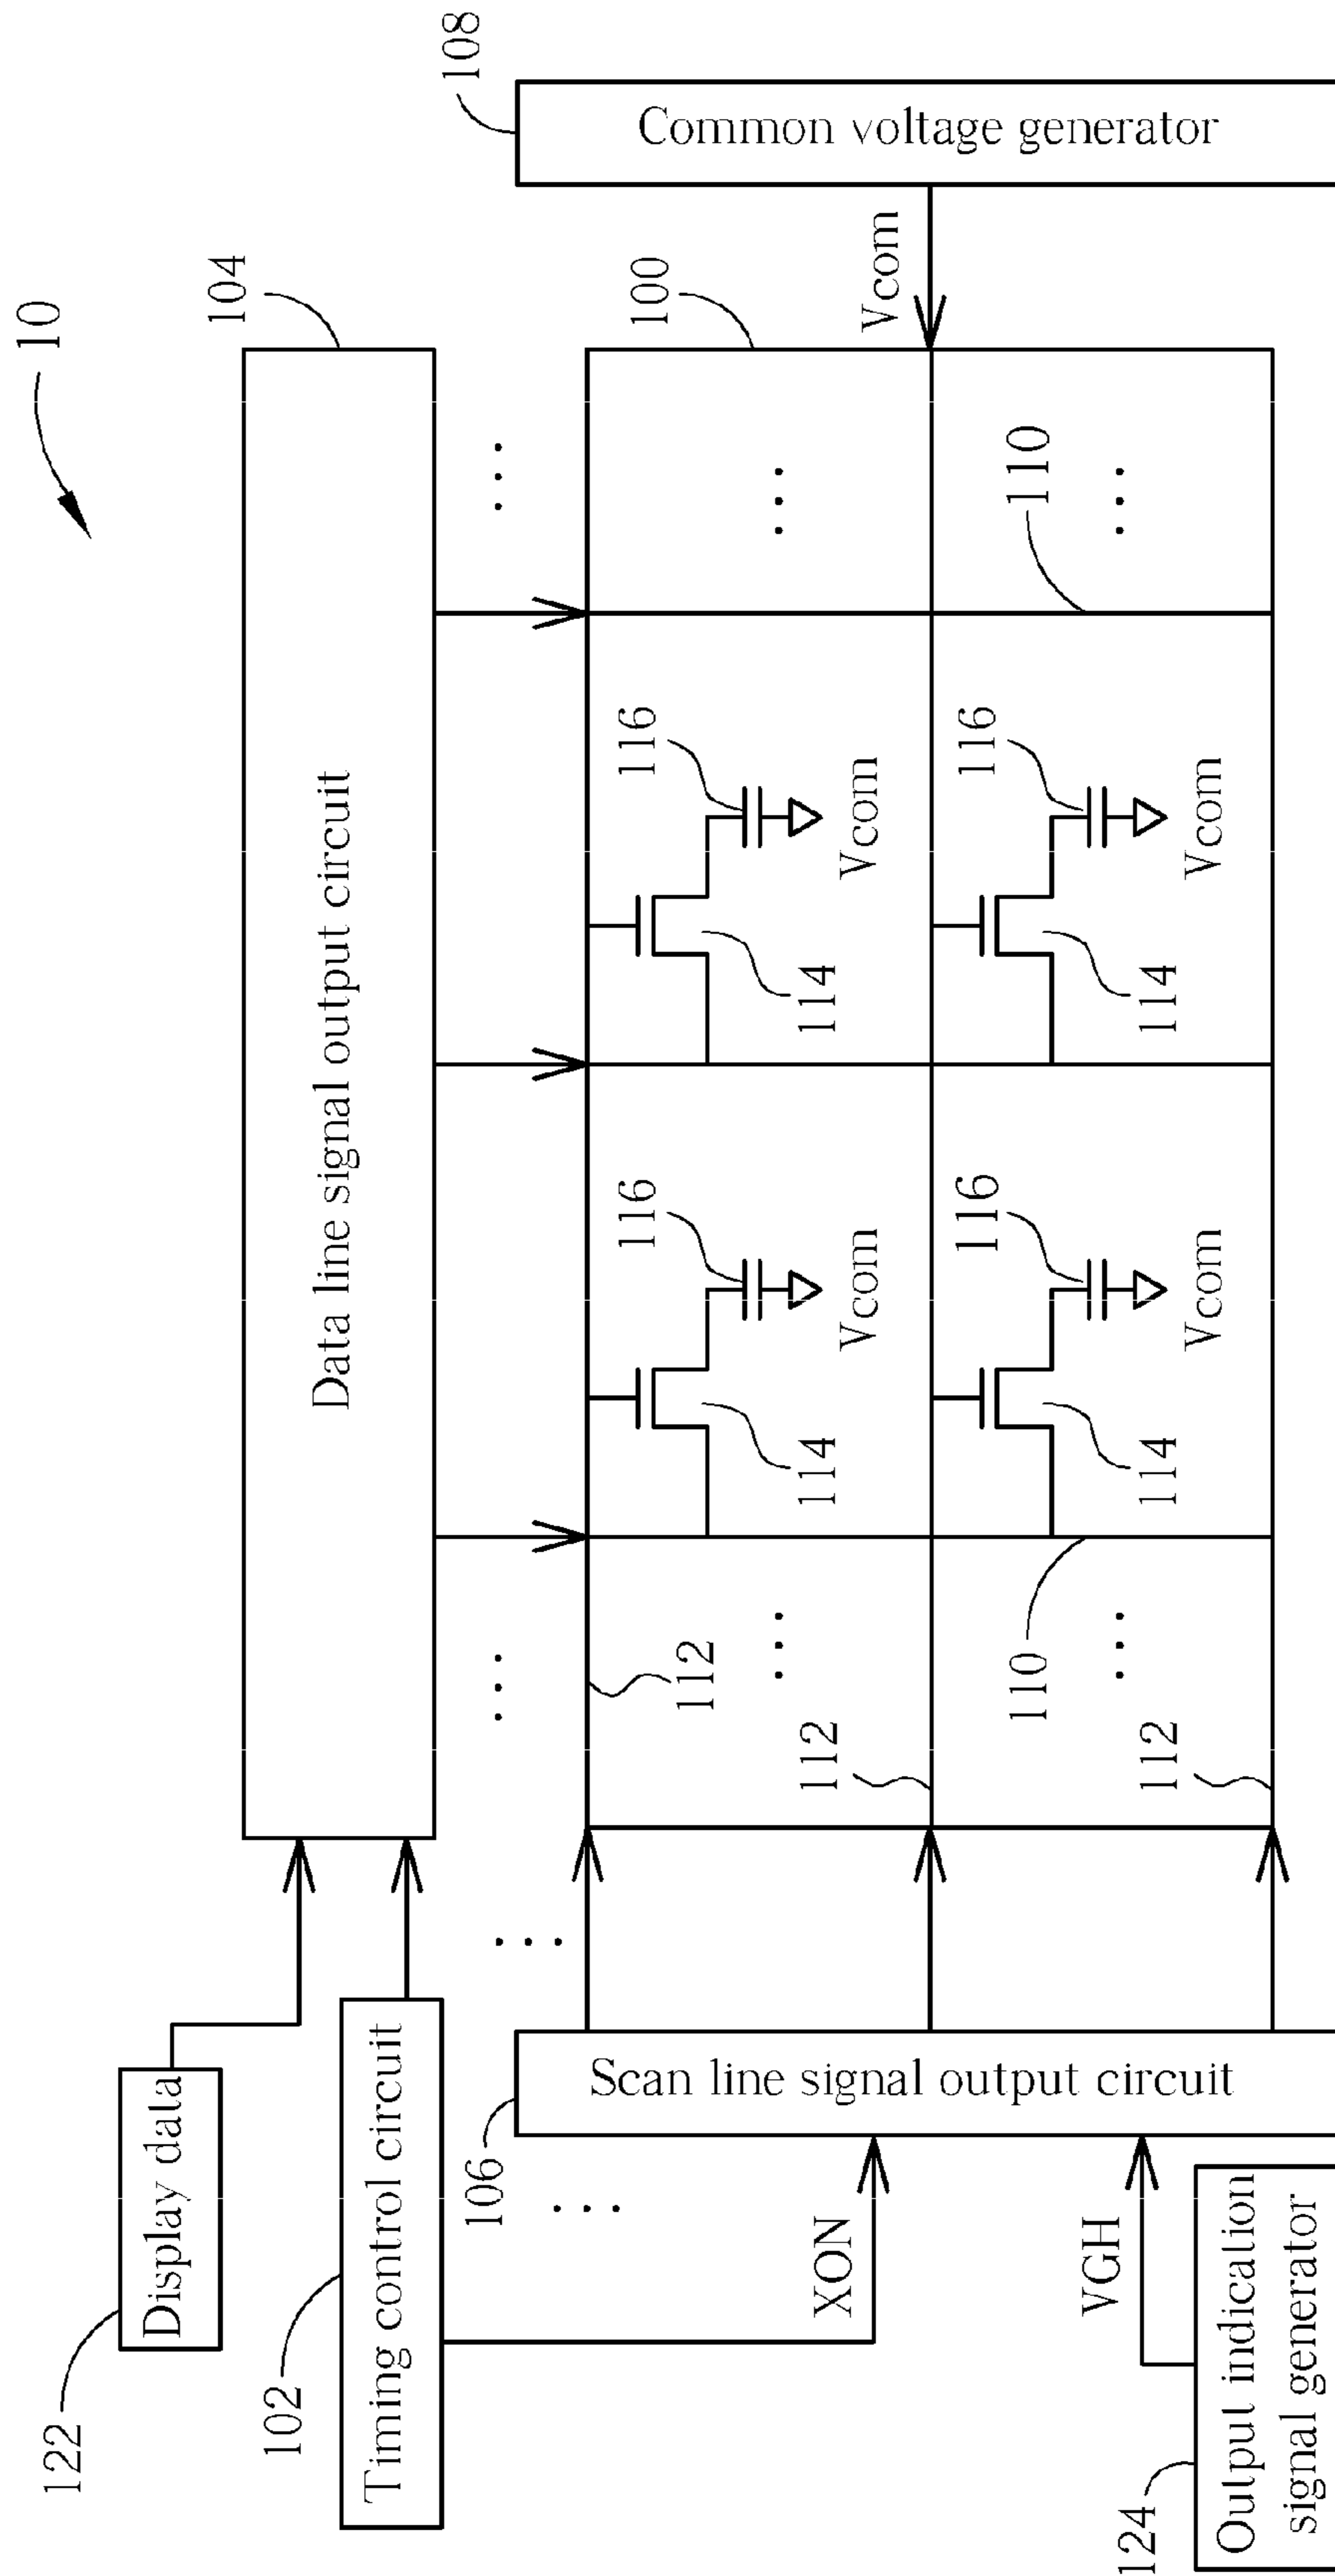 10
122
Display data
102
Timing control circuit
104
Data line signal output circuit
106
XON
Scan line signal output circuit
VGH
124
Output indication
signal generator
108
Common voltage generator
Vcom
100
112
112
112
110
110
114
116
Vcom
114
116
Vcom
114
116
Vcom
114
116
Vcom